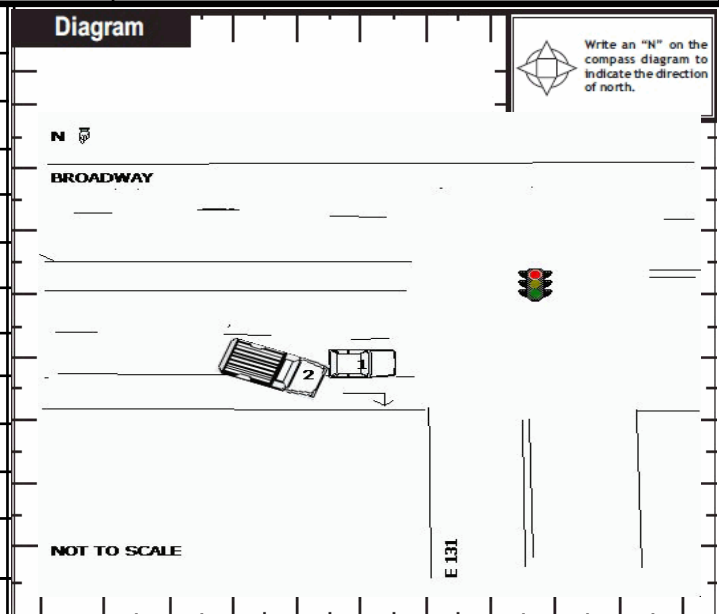 Diagram
Write an “N” on the
compass diagram to
indicate the direction
of north.
N
BROADWAY
1
2
E 131
NOT TO SCALE